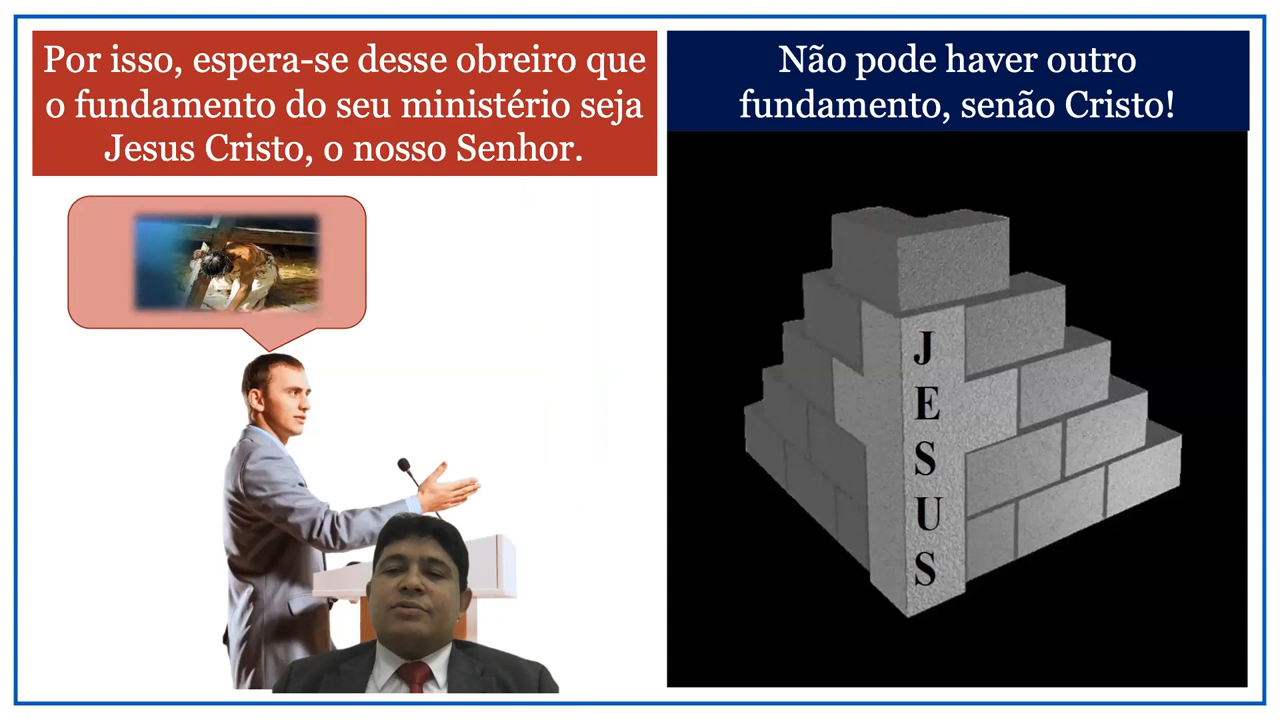 Por isso, espera-se desse obreiro que
o fundamento do seu ministério seja
Jesus Cristo, o nosso Senhor.
Não pode haver outro
fundamento, senão Cristo!
JESUS